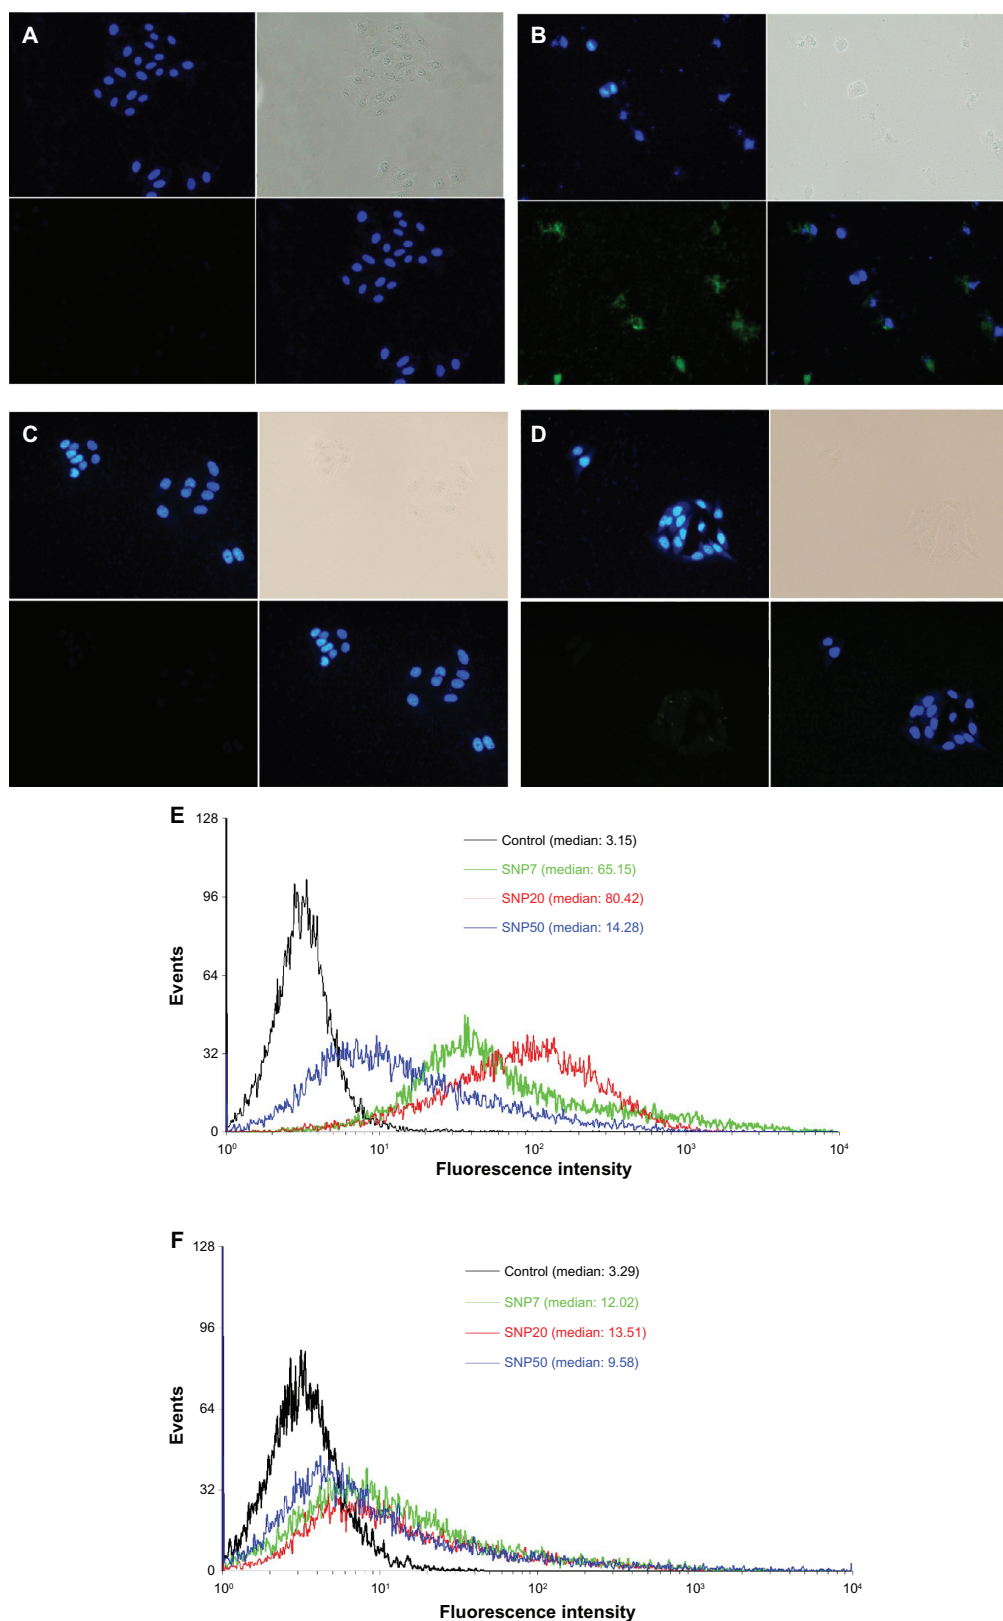 A
B
C
D
E
128
96
64
32
0
Events
Control (median: 3.15)
SNP7 (median: 65.15)
SNP20 (median: 80.42)
SNP50 (median: 14.28)
10⁰
10¹
10²
10³
10⁴
Fluorescence intensity
F
128
96
64
32
0
Events
Control (median: 3.29)
SNP7 (median: 12.02)
SNP20 (median: 13.51)
SNP50 (median: 9.58)
10⁰
10¹
10²
10³
10⁴
Fluorescence intensity